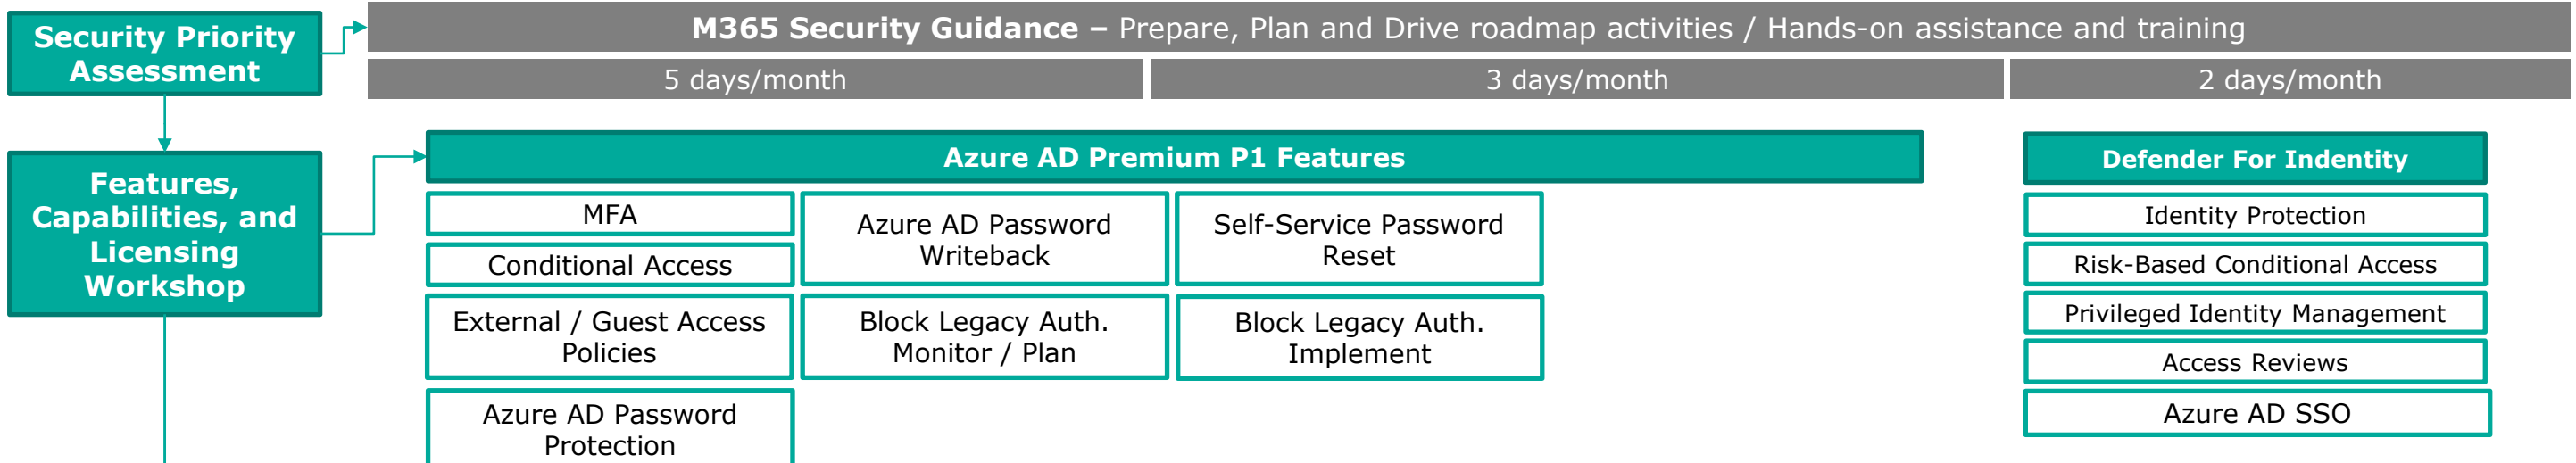 Security Priority
Assessment
M365 Security Guidance – Prepare, Plan and Drive roadmap activities / Hands-on assistance and training
5 days/month
3 days/month
2 days/month
Features,
Capabilities, and
Licensing
Workshop
Azure AD Premium P1 Features
MFA
Conditional Access
External / Guest Access
Policies
Azure AD Password
Protection
Azure AD Password
Writeback
Block Legacy Auth.
Monitor / Plan
Self-Service Password
Reset
Block Legacy Auth.
Implement
Defender For Indentity
Identity Protection
Risk-Based Conditional Access
Privileged Identity Management
Access Reviews
Azure AD SSO